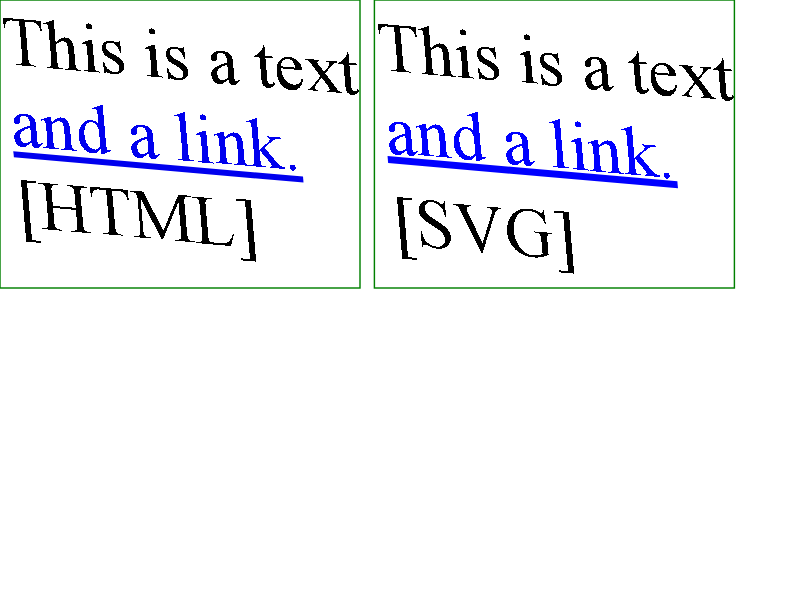 This is a text
and a link.
[HTML]
This is a text
and a link.
[SVG]